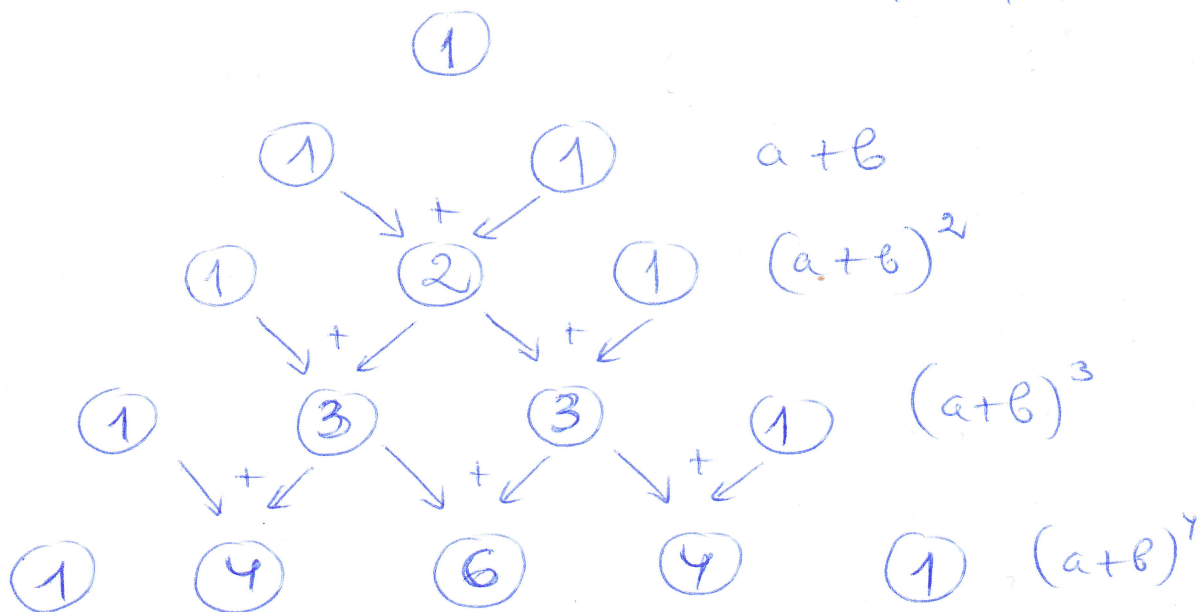 1
1 1 a + b
+
1 2 1 (a + b)²
+ +
1 3 3 1 (a+b)³
+ + +
1 4 6 4 1 (a+b)⁴